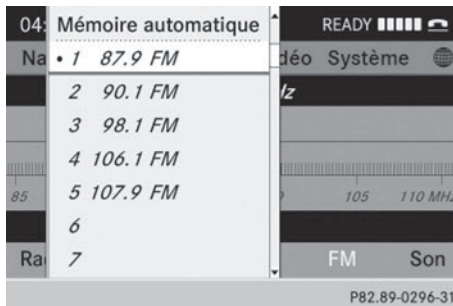 04: Mémoire automatique READY
Na • 1 87.9 FM déo Système
2 90.1 FM Hz
3 98.1 FM
4 106.1 FM
85 5 107.9 FM 105 110 MHz
6
Ra 7 FM Son
P82.89-0296-31